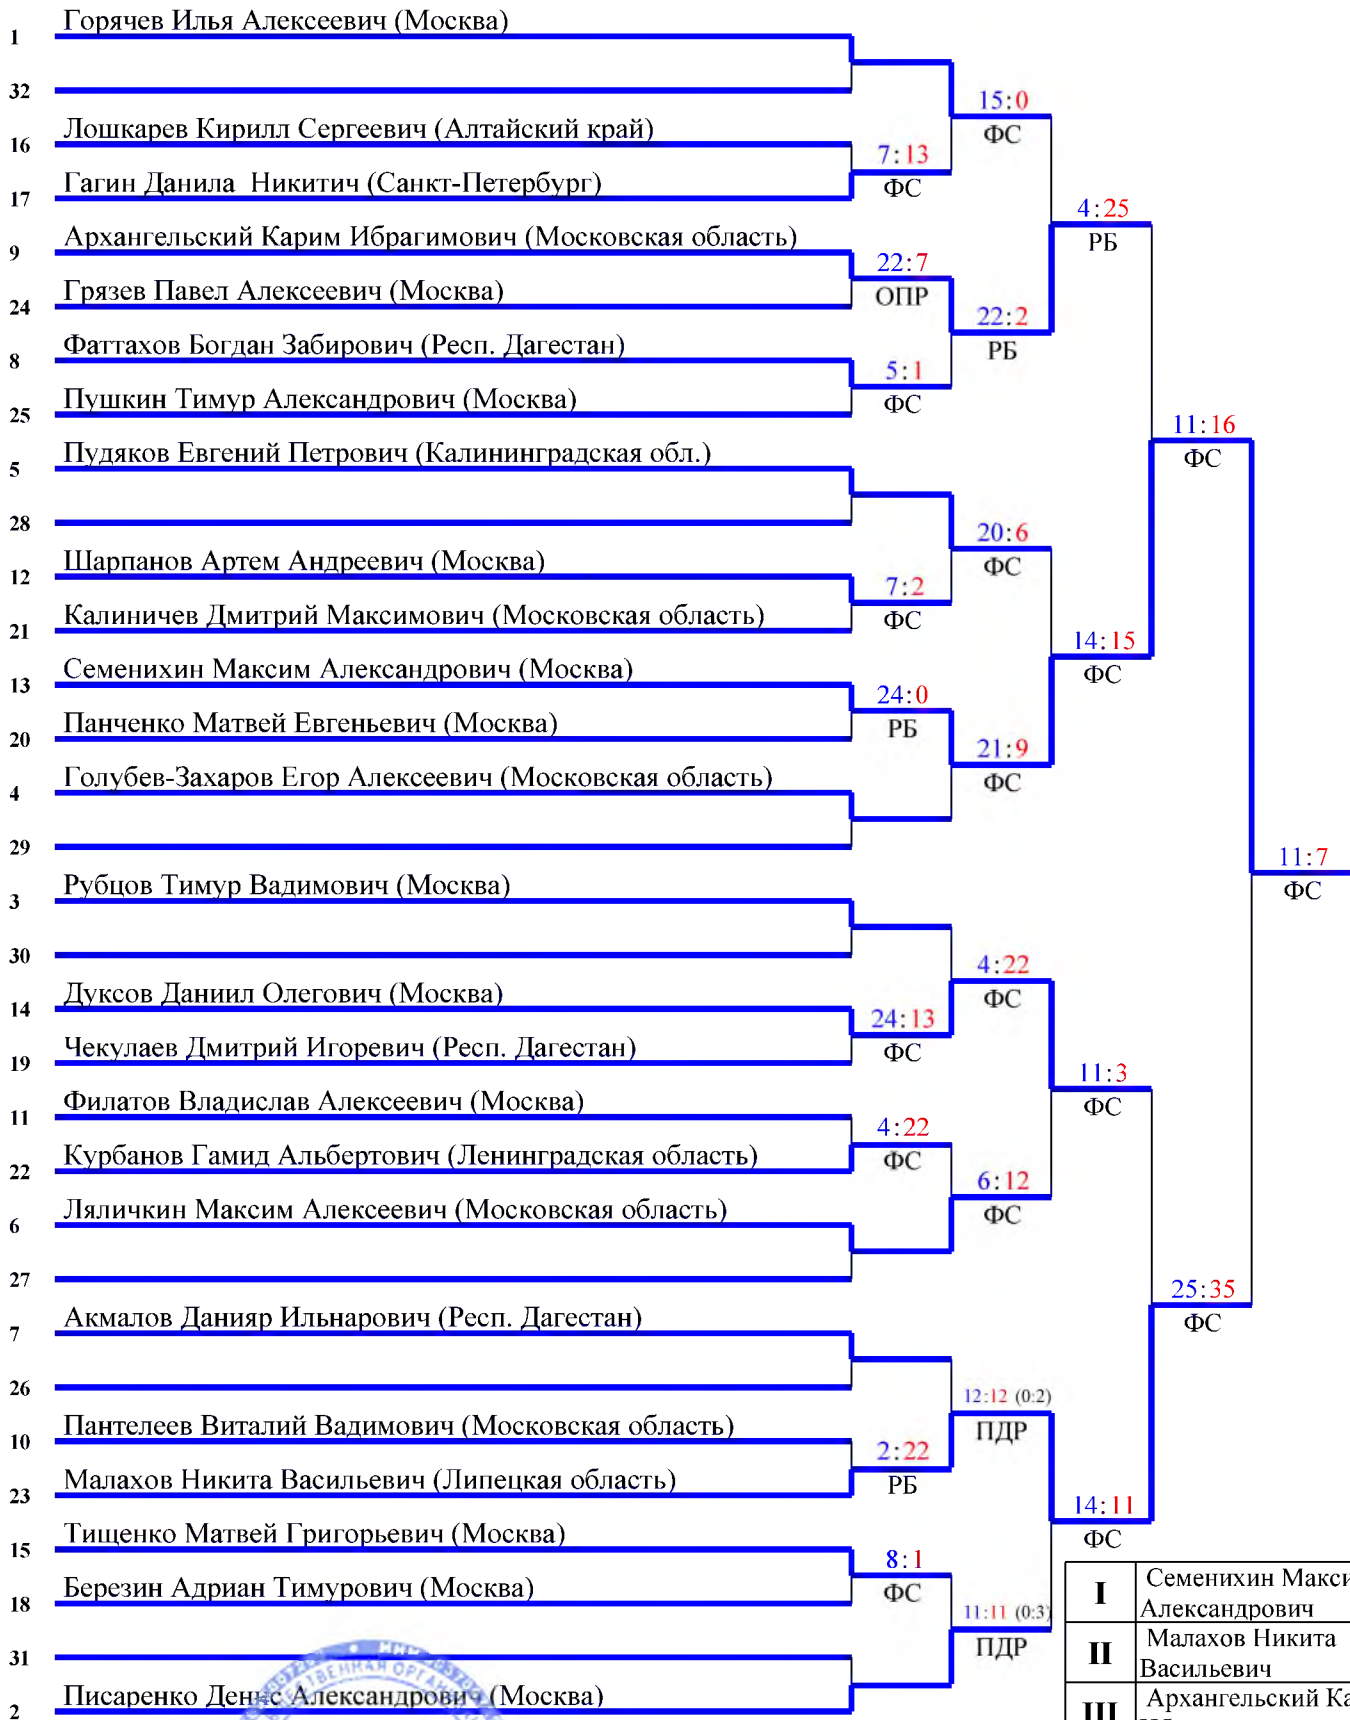 Горячев Илья Алексеевич (Москва)
1
32
15:0
ФС
Лошкарев Кирилл Сергеевич (Алтайский край)
16
7:13
ФС
Гагин Данила Никитич (Санкт-Петербург)
17
4:25
РБ
Архангельский Карим Ибрагимович (Московская область)
9
22:7
ОПР
Грязев Павел Алексеевич (Москва)
24
22:2
РБ
Фаттахов Богдан Забирович (Респ. Дагестан)
8
5:1
ФС
Пушкин Тимур Александрович (Москва)
25
11:16
ФС
Пудяков Евгений Петрович (Калининградская обл.)
5
28
20:6
ФС
Шарпанов Артем Андреевич (Москва)
12
7:2
ФС
Калиничев Дмитрий Максимович (Московская область)
21
14:15
ФС
Семенихин Максим Александрович (Москва)
13
24:0
РБ
Панченко Матвей Евгеньевич (Москва)
20
21:9
ФС
Голубев-Захаров Егор Алексеевич (Московская область)
4
29
11:7
ФС
Рубцов Тимур Вадимович (Москва)
3
30
4:22
ФС
Дуксов Даниил Олегович (Москва)
14
24:13
ФС
Чекулаев Дмитрий Игоревич (Респ. Дагестан)
19
11:3
ФС
Филатов Владислав Алексеевич (Москва)
11
4:22
ФС
Курбанов Гамид Альбертович (Ленинградская область)
22
6:12
ФС
Ляличкин Максим Алексеевич (Московская область)
6
27
25:35
ФС
Акмалов Данияр Ильнарович (Респ. Дагестан)
7
26
12:12 (0:2)
ПДР
Пантелеев Виталий Вадимович (Московская область)
10
2:22
РБ
Малахов Никита Васильевич (Липецкая область)
23
14:11
ФС
Тищенко Матвей Григорьевич (Москва)
15
8:1
ФС
Березин Адриан Тимурович (Москва)
18
11:11 (0:3)
ПДР
31
Писаренко Денис Александрович (Москва)
2
I Семенихин Макси
Александрович
II Малахов Никита
Васильевич
III Архангельский Ка